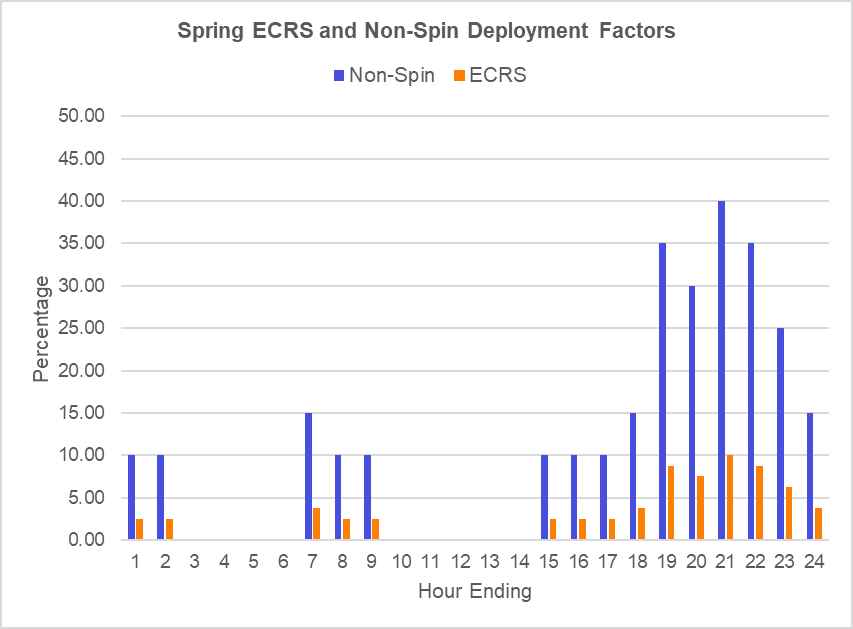 Spring ECRS and Non-Spin Deployment Factors
Non-Spin ECRS
50.00
45.00
40.00
35.00
30.00
25.00
20.00
15.00
10.00
5.00
0.00
Percentage
1 2 3 4 5 6 7 8 9 10 11 12 13 14 15 16 17 18 19 20 21 22 23 24
Hour Ending